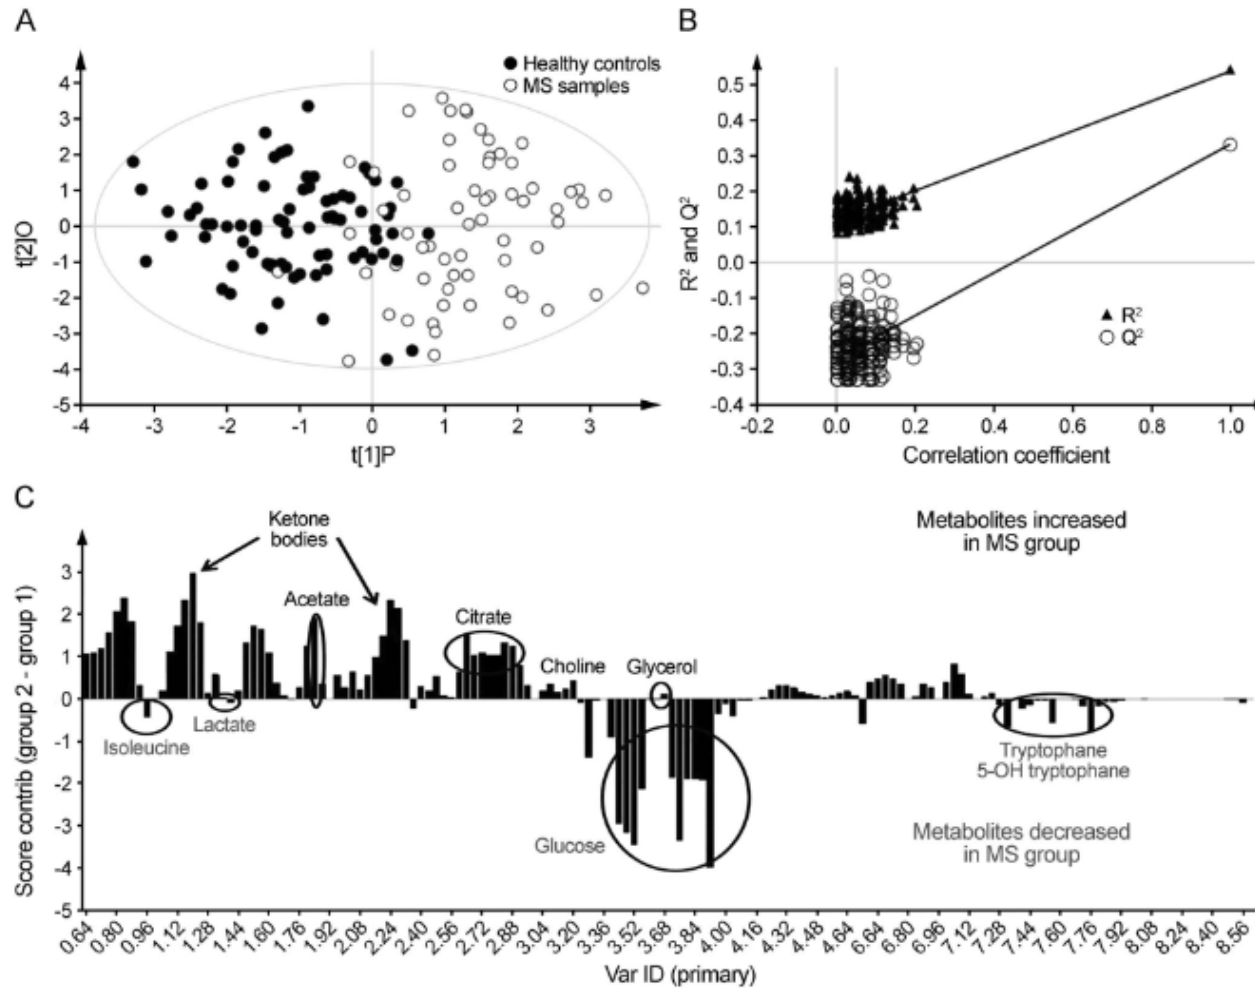 A
Healthy controls
MS samples
4
3
2
1
0
-1
-2
-3
-4
-5
t[2]O
-4
-3
-2
-1
0
1
2
3
t[1]P
B
0.5
0.4
0.3
0.2
0.1
0.0
-0.1
-0.2
-0.3
-0.4
R² and Q²
R²
Q²
-0.2
0.0
0.2
0.4
0.6
0.8
1.0
Correlation coefficient
C
Ketone
bodies
Metabolites increased
in MS group
Acetate
Citrate
Choline
Glycerol
Isoleucine
Lactate
Glucose
Tryptophane
5-OH tryptophane
Metabolites decreased
in MS group
3
2
1
0
-1
-2
-3
-4
-5
Score contrib (group 2 - group 1)
0.64
0.80
0.96
1.12
1.28
1.44
1.60
1.76
1.92
2.08
2.24
2.40
2.56
2.72
2.88
3.04
3.20
3.36
3.52
3.68
3.84
4.00
4.16
4.32
4.48
4.64
6.64
6.80
6.96
7.12
7.28
7.44
7.60
7.76
7.92
8.08
8.24
8.40
8.56
Var ID (primary)